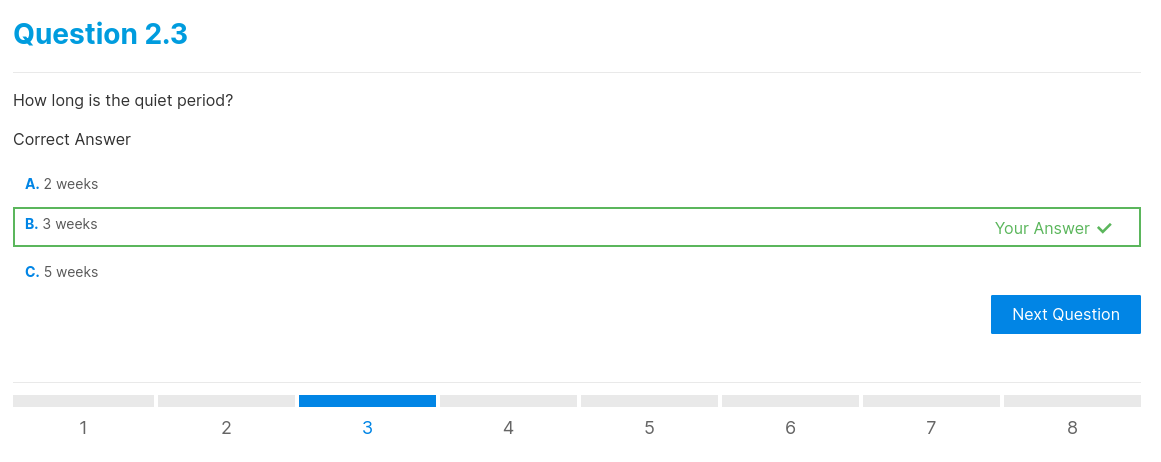 Question 2.3
How long is the quiet period?
Correct Answer
A. 2 weeks
B. 3 weeks
Your Answer
C. 5 weeks
Next Question
1 2 3 4 5 6 7 8